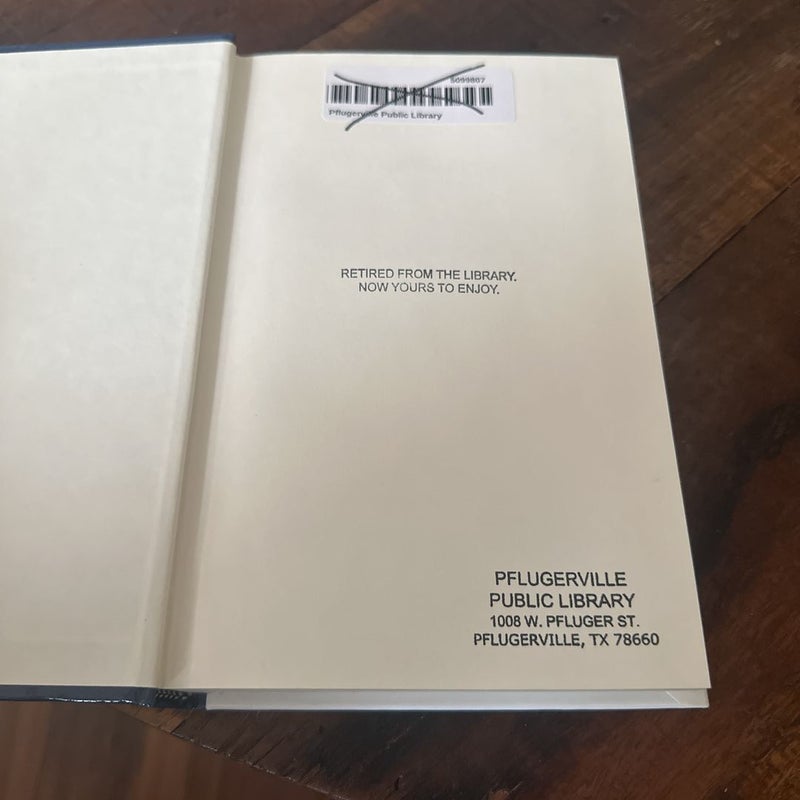 5099807
Pflugerville Public Library
RETIRED FROM THE LIBRARY.
NOW YOURS TO ENJOY.
PFLUGERVILLE
PUBLIC LIBRARY
1008 W. PFLUGER ST.
PFLUGERVILLE, TX 78660